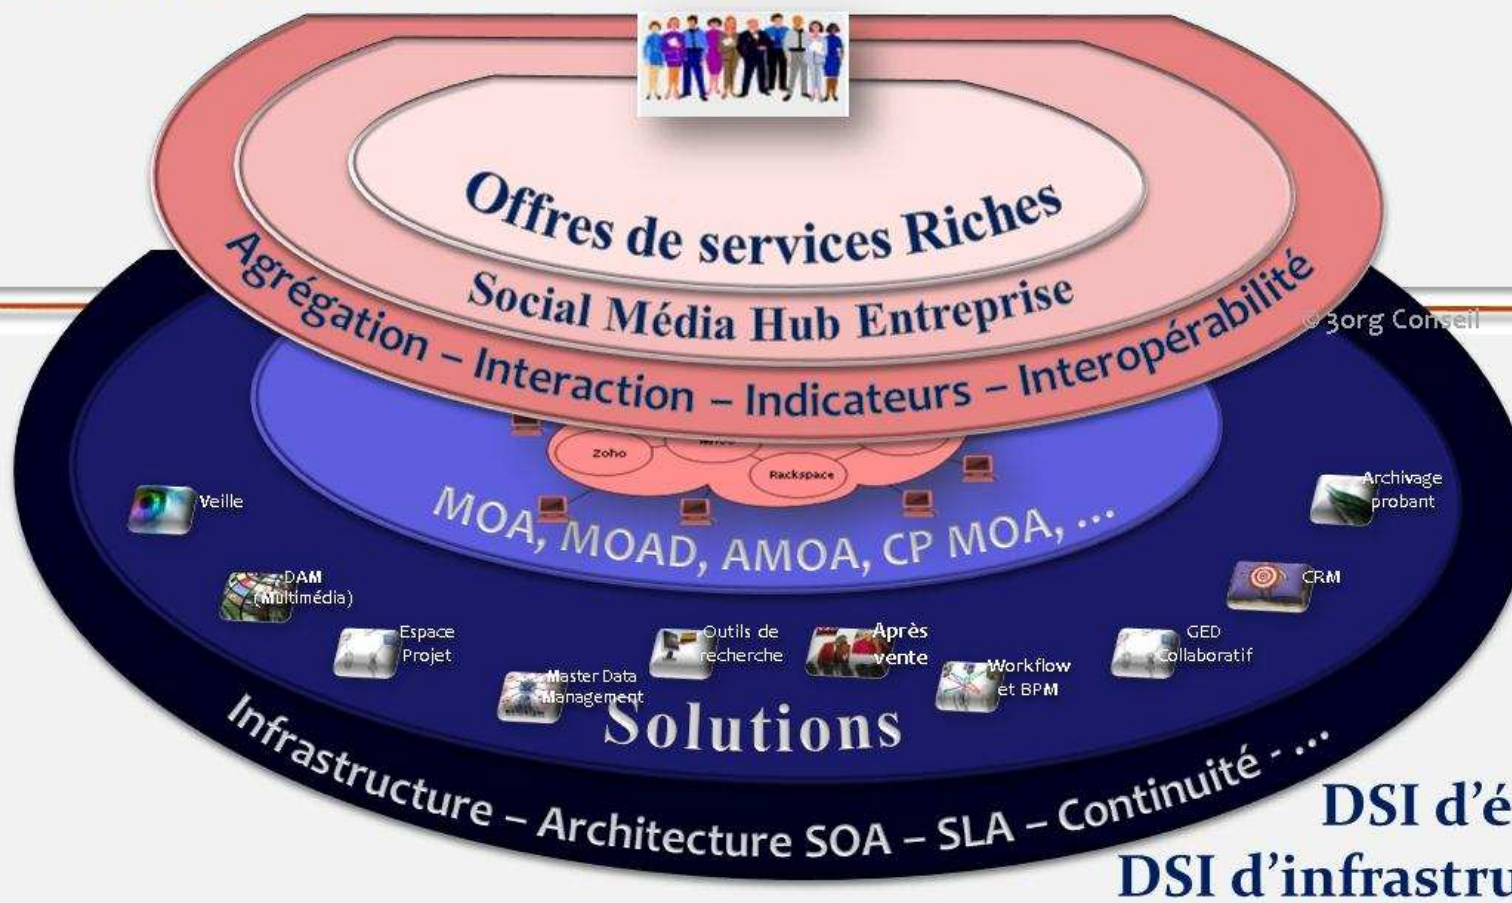 Offres de services Riches
Social Média Hub Entreprise
Agrégation – Interaction – Indicateurs – Interopérabilité
© 3org Conseil
Zoho
Rackspace
MOA, MOAD, AMOA, CP MOA, ...
Veille
Archivage
probant
DAM
(Multimédia)
CRM
Espace
Projet
Outils de
recherche
Après
vente
GED
Collaboratif
Master Data
Management
Workflow
et BPM
Solutions
Infrastructure – Architecture SOA – SLA – Continuité - ...
DSI d’é
DSI d’infrastru